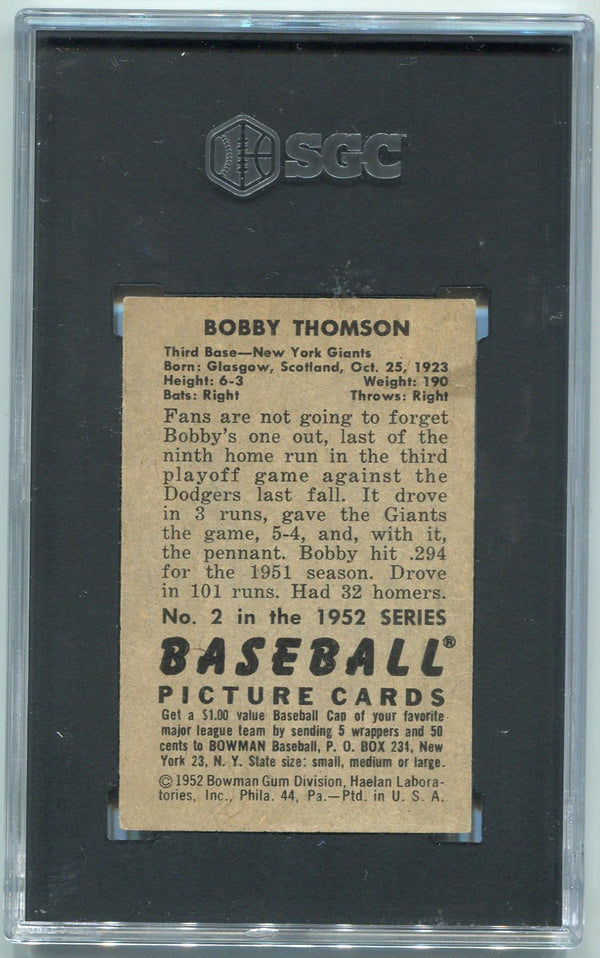 SGC
BOBBY THOMSON
Third Base—New York Giants
Born: Glasgow, Scotland, Oct. 25, 1923
Height: 6-3 Weight: 190
Bats: Right Throws: Right
Fans are not going to forget
Bobby's one out, last of the
ninth home run in the third
playoff game against the
Dodgers last fall. It drove
in 3 runs, gave the Giants
the game, 5-4, and, with it,
the pennant. Bobby hit .294
for the 1951 season. Drove
in 101 runs. Had 32 homers.
No. 2 in the 1952 SERIES
BASEBALL®
PICTURE CARDS
Get a $1.00 value Baseball Cap of your favorite
major league team by sending 5 wrappers and 50
cents to BOWMAN Baseball, P. O. BOX 234, New
York 23, N. Y. State size: small, medium or large.
© 1952 Bowman Gum Division, Haelan Labora-
tories, Inc., Phila. 44, Pa.—Ptd. in U. S. A.